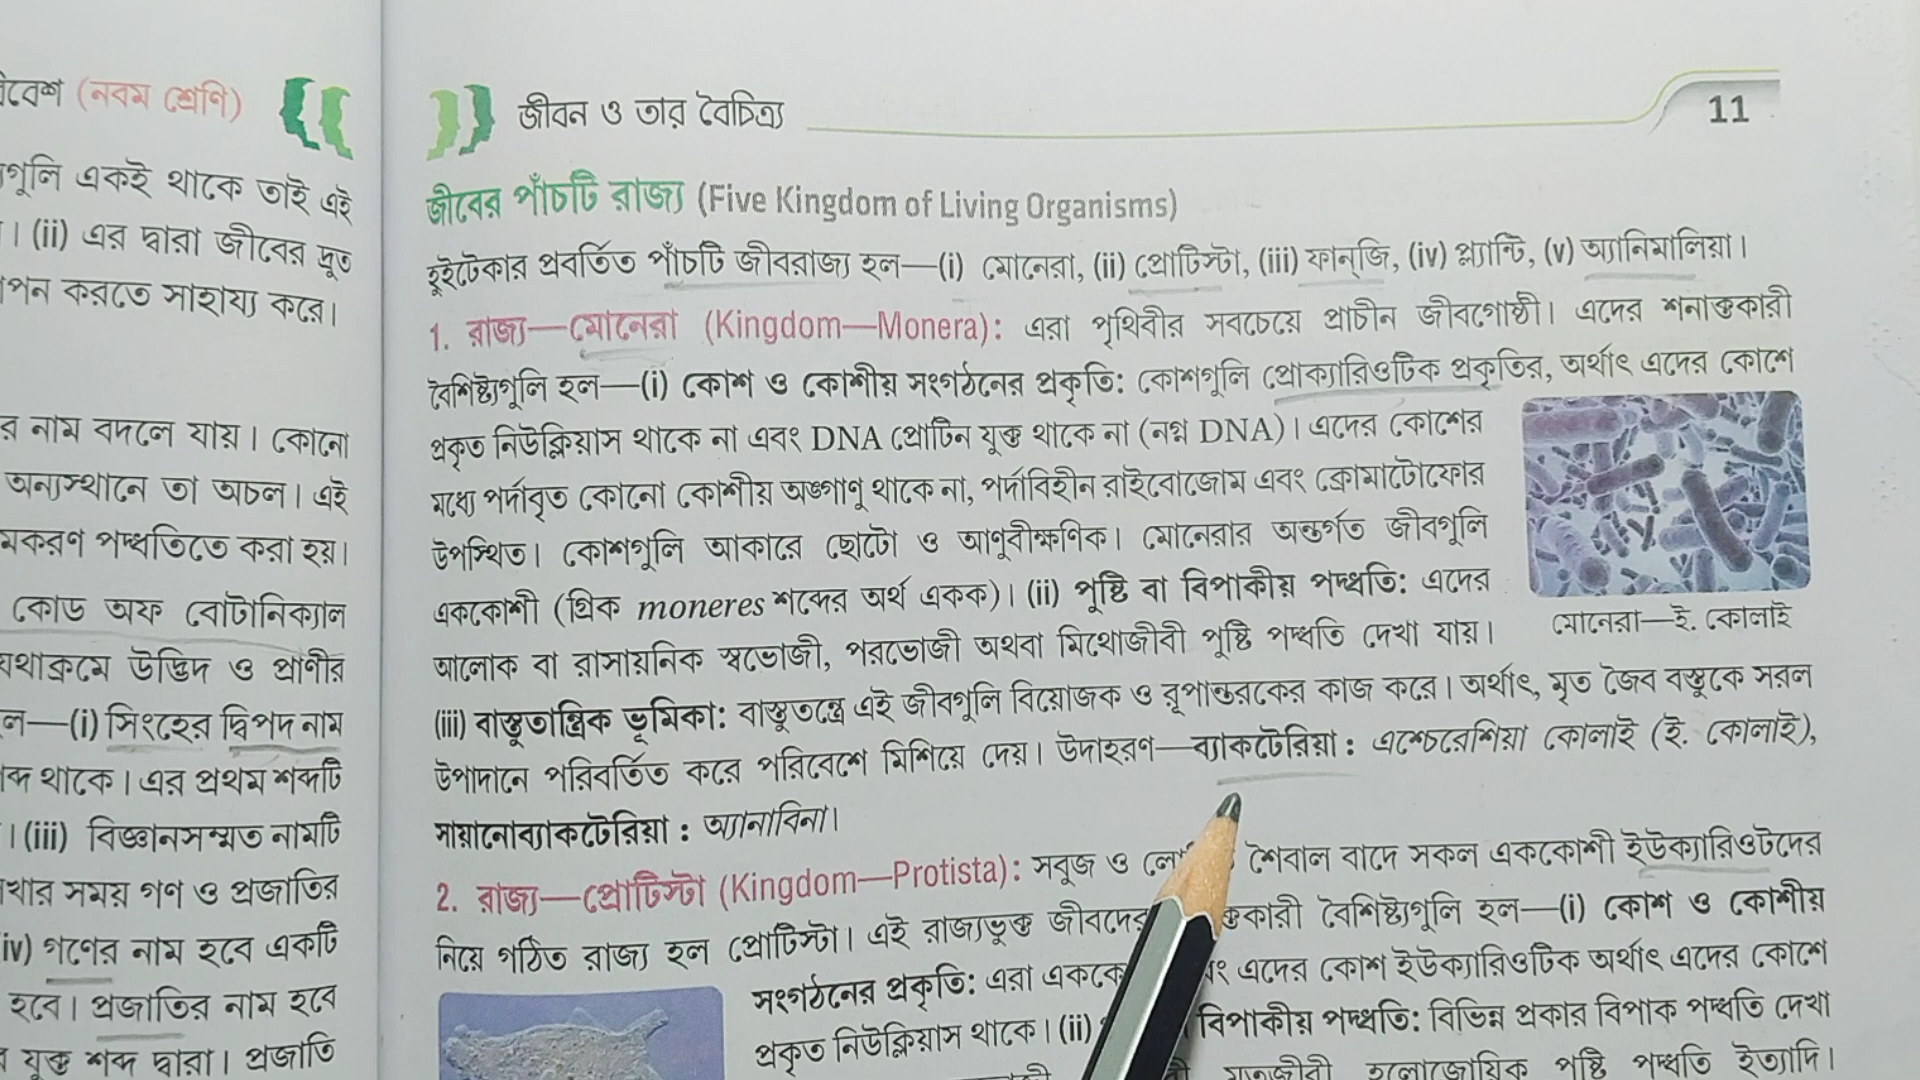 (নবম শ্রেণি)
একই থাকে তাই এই
। (ii) এর দ্বারা জীবের দ্রুত
করতে সাহায্য করে।
র নাম বদলে যায়। কোনো
অন্যস্থানে তা অচল। এই
পদ্ধতিতে করা হয়।
কোড অফ বোটানিক্যাল
যথাক্রমে উদ্ভিদ ও প্রাণীর
ল—(i) সিংহের দ্বিপদ নাম
থাকে। এর প্রথম শব্দটি
। (iii) বিজ্ঞানসম্মত নামটি
সময় গণ ও প্রজাতির
iv) গণের নাম হবে একটি
হবে। প্রজাতির নাম হবে
যুক্ত শব্দ দ্বারা। প্রজাতি
জীবন ও তার বৈচিত্র্য
11
জীবের পাঁচটি রাজ্য (Five Kingdom of Living Organisms)
হুইটেকার প্রবর্তিত পাঁচটি জীবরাজ্য হল—(i) মোনেরা, (ii) প্রোটিস্টা, (iii) ফান্‌জি, (iv) প্ল্যান্টি, (v) অ্যানিমালিয়া।
1. রাজ্য—মোনেরা (Kingdom—Monera): এরা পৃথিবীর সবচেয়ে প্রাচীন জীবগোষ্ঠী। এদের শনাক্তকারী
বৈশিষ্ট্যগুলি হল—(i) কোশ ও কোশীয় সংগঠনের প্রকৃতি: কোশগুলি প্রোক্যারিওটিক প্রকৃতির, অর্থাৎ এদের কোশে
প্রকৃত নিউক্লিয়াস থাকে না এবং DNA প্রোটিন যুক্ত থাকে না (নগ্ন DNA)। এদের কোশের
মধ্যে পর্দাবৃত কোনো কোশীয় অঙ্গাণু থাকে না, পর্দাবিহীন রাইবোজোম এবং ক্রোমাটোফোর
উপস্থিত। কোশগুলি আকারে ছোটো ও আণুবীক্ষণিক। মোনেরার অন্তর্গত জীবগুলি
এককোশী (গ্রিক moneres শব্দের অর্থ একক)। (ii) পুষ্টি বা বিপাকীয় পদ্ধতি: এদের
আলোক বা রাসায়নিক স্বভোজী, পরভোজী অথবা মিথোজীবী পুষ্টি পদ্ধতি দেখা যায়।
মোনেরা—ই. কোলাই
(iii) বাস্তুতান্ত্রিক ভূমিকা: বাস্তুতন্ত্রে এই জীবগুলি বিয়োজক ও রূপান্তরকের কাজ করে। অর্থাৎ, মৃত জৈব বস্তুকে সরল
উপাদানে পরিবর্তিত করে পরিবেশে মিশিয়ে দেয়। উদাহরণ—ব্যাকটেরিয়া : এশ্চেরেশিয়া কোলাই (ই. কোলাই),
সায়ানোব্যাকটেরিয়া : অ্যানাবিনা।
2. রাজ্য—প্রোটিস্টা (Kingdom—Protista): সবুজ ও শৈবাল বাদে সকল এককোশী ইউক্যারিওটদের
নিয়ে গঠিত রাজ্য হল প্রোটিস্টা। এই রাজ্যভুক্ত জীবদের বৈশিষ্ট্যগুলি হল—(i) কোশ ও কোশীয়
সংগঠনের প্রকৃতি: এরা এদের কোশ ইউক্যারিওটিক অর্থাৎ এদের কোশে
প্রকৃত নিউক্লিয়াস থাকে। (ii) বিপাকীয় পদ্ধতি: বিভিন্ন প্রকার বিপাক পদ্ধতি দেখা
মৃতজীবী হলোজোয়িক পুষ্টি পদ্ধতি ইত্যাদি।